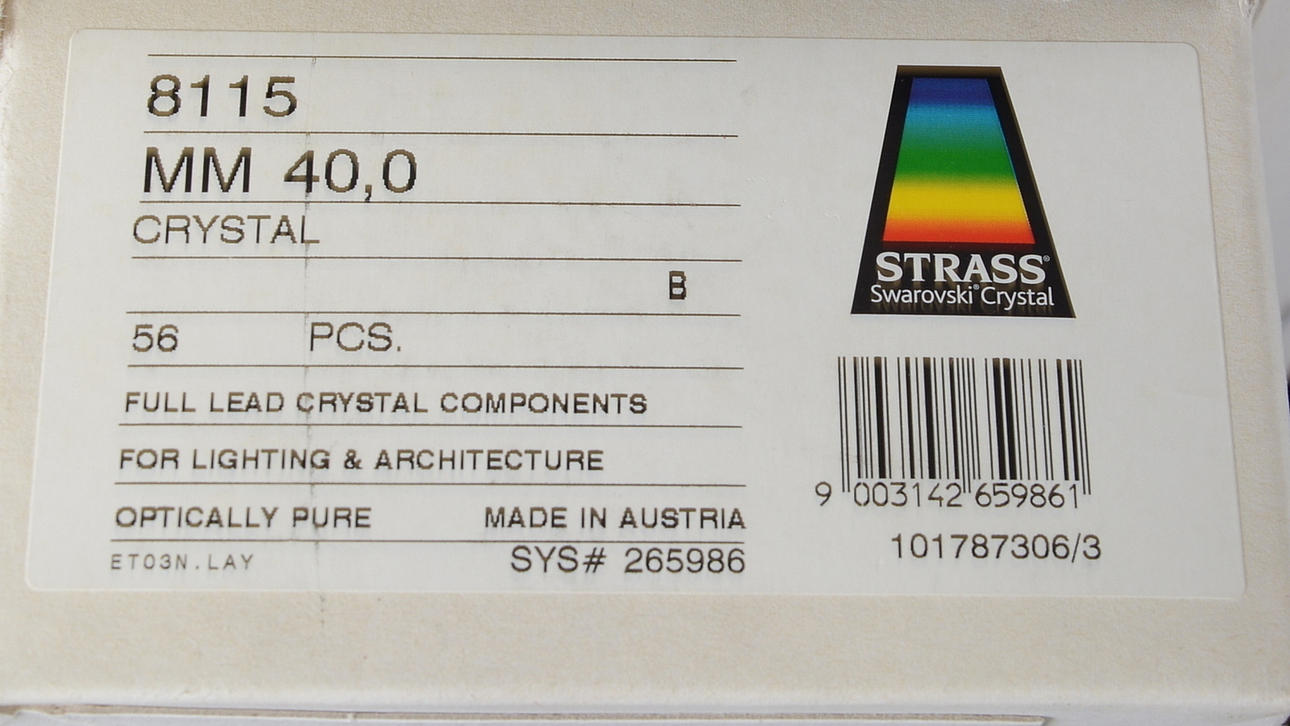 8115
MM 40,0
CRYSTAL
B
56 PCS.
FULL LEAD CRYSTAL COMPONENTS
FOR LIGHTING & ARCHITECTURE
OPTICALLY PURE MADE IN AUSTRIA
ET03N.LAY SYS# 265986
STRASS®
Swarovski® Crystal
9 003142 659861
101787306/3